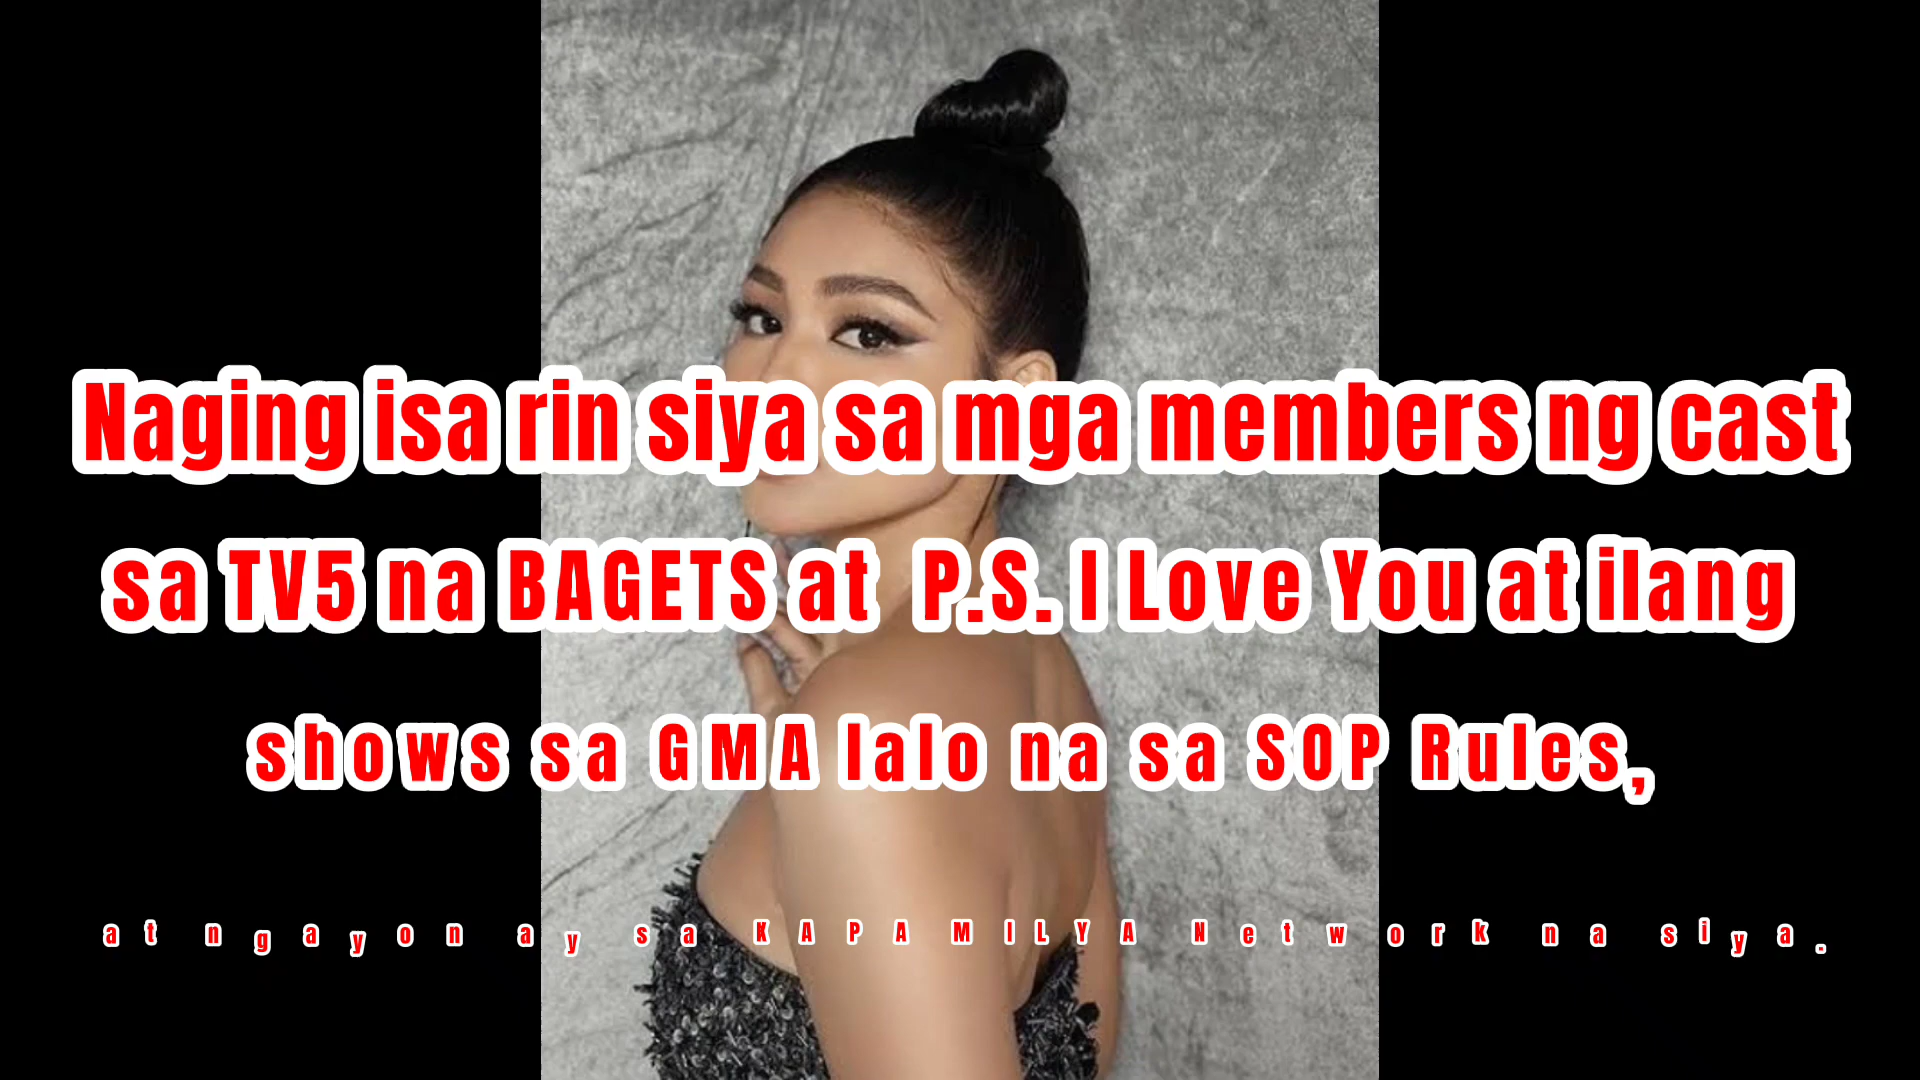 Naging isa rin siya sa mga members ng cast
sa TV5 na BAGETS at P.S. I Love You at ilang
shows sa GMA lalo na sa SOP Rules,
at ngayon ay sa KAPAMILYA Network na siya.